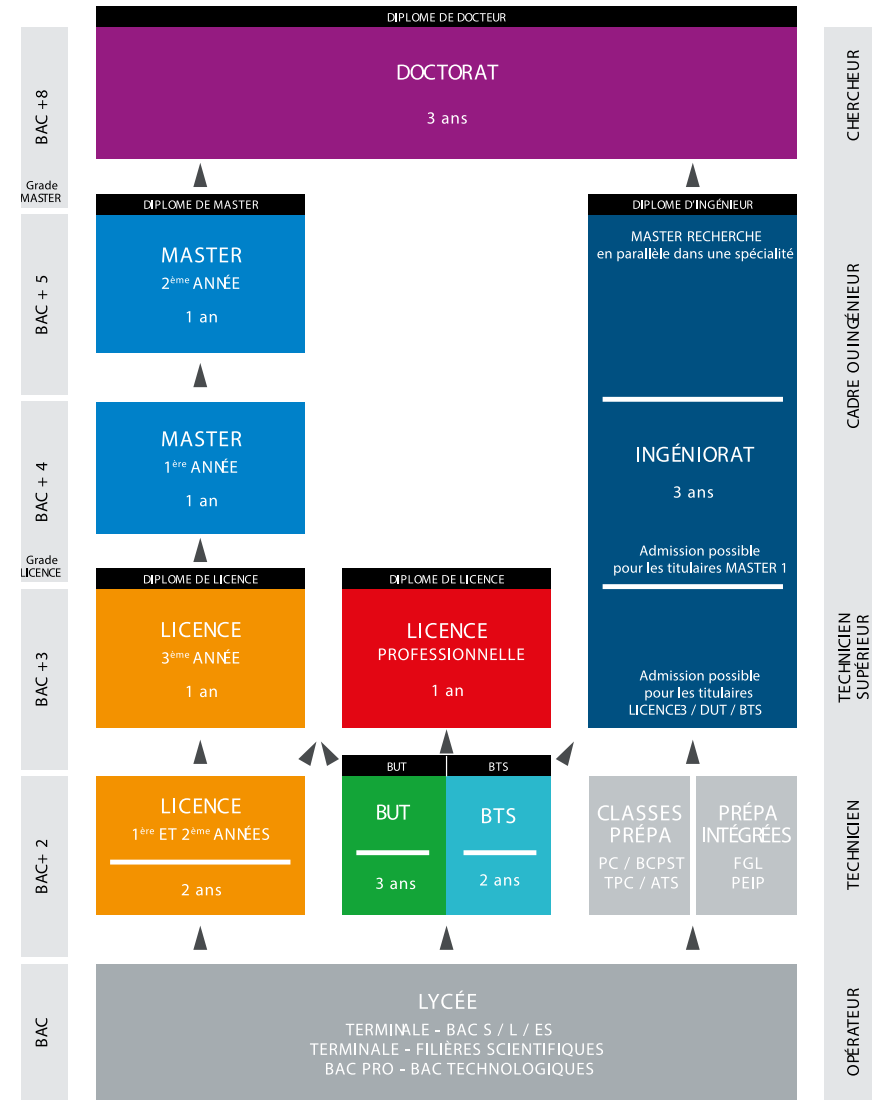 DIPLOME DE DOCTEUR
DOCTORAT
3 ans
BAC +8
CHERCHEUR
Grade
MASTER
DIPLOME DE MASTER
DIPLOME D'INGÉNIEUR
MASTER
2ème ANNÉE
1 an
MASTER RECHERCHE
en parallèle dans une spécialité
BAC + 5
CADRE OU INGÉNIEUR
MASTER
1ère ANNÉE
1 an
INGÉNIORAT
3 ans
Admission possible
pour les titulaires MASTER 1
BAC + 4
Grade
LICENCE
DIPLOME DE LICENCE
DIPLOME DE LICENCE
LICENCE
3ème ANNÉE
1 an
LICENCE
PROFESSIONNELLE
1 an
Admission possible
pour les titulaires
LICENCE3 / DUT / BTS
BAC +3
TECHNICIEN
SUPÉRIEUR
BUT
BTS
LICENCE
1ère ET 2ème ANNÉES
2 ans
BUT
3 ans
BTS
2 ans
CLASSES
PRÉPA
PC / BCPST
TPC / ATS
PRÉPA
INTÉGRÉES
FGL
PEIP
BAC+ 2
TECHNICIEN
LYCÉE
TERMINALE - BAC S / L / ES
TERMINALE - FILIÈRES SCIENTIFIQUES
BAC PRO - BAC TECHNOLOGIQUES
BAC
OPÉRATEUR